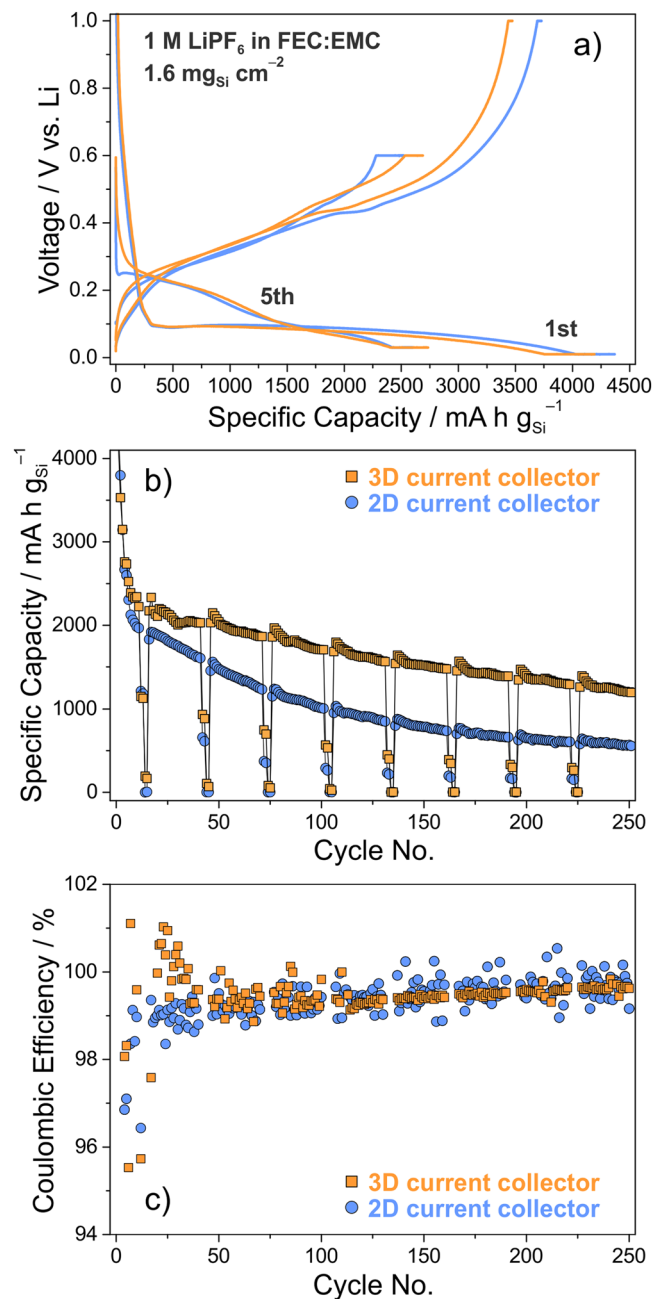 1 M LiPF₆ in FEC:EMC
1.6 mg_Si cm⁻²
a)
Voltage / V vs. Li
1.0
0.8
0.6
0.4
0.2
0.0
5th
1st
0 500 1000 1500 2000 2500 3000 3500 4000 4500
Specific Capacity / mA h g_Si⁻¹
b)
3D current collector
2D current collector
Specific Capacity / mA h g_Si⁻¹
4000
3000
2000
1000
0
0 50 100 150 200 250
Cycle No.
Coulombic Efficiency / %
102
100
98
96
94
3D current collector
2D current collector
c)
0 50 100 150 200 250
Cycle No.